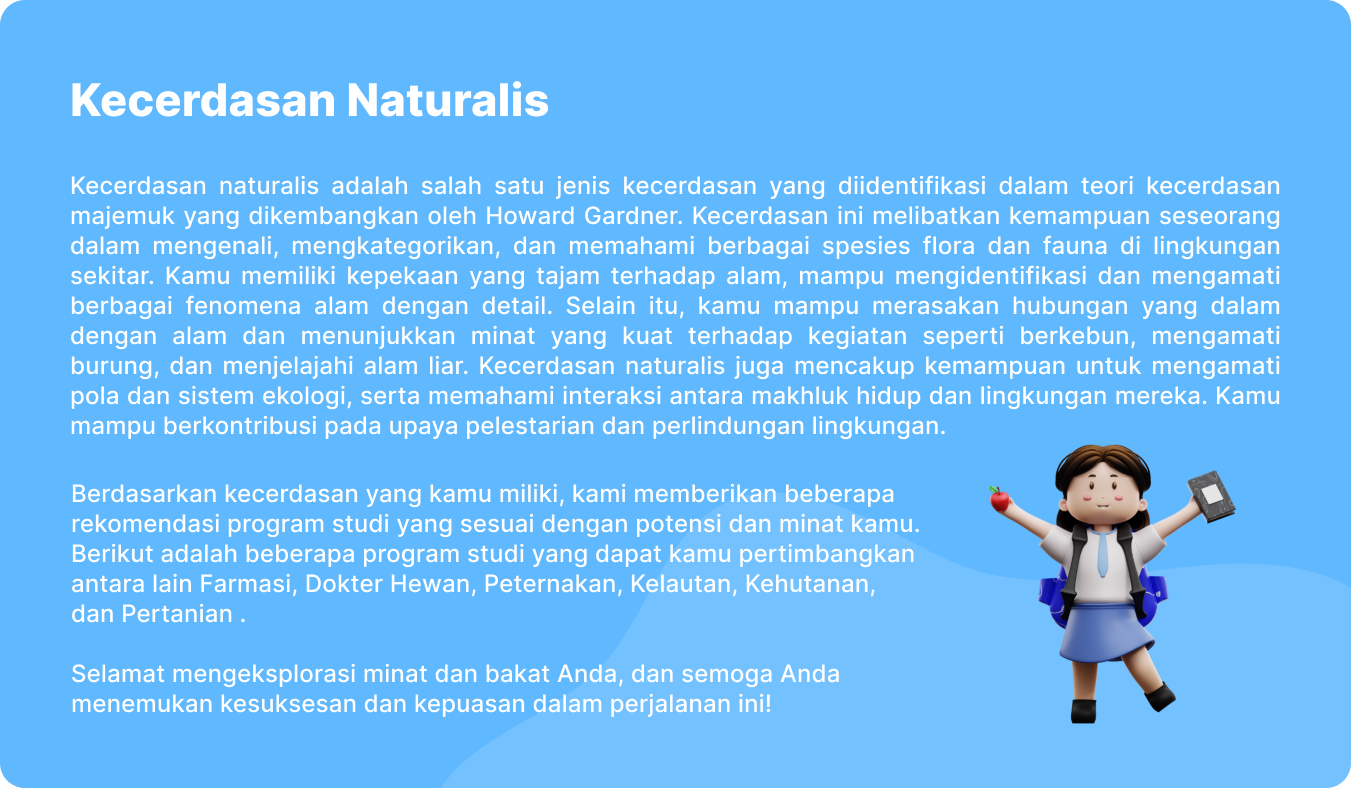 Kecerdasan Naturalis
Kecerdasan naturalis adalah salah satu jenis kecerdasan yang diidentifikasi dalam teori kecerdasan
majemuk yang dikembangkan oleh Howard Gardner. Kecerdasan ini melibatkan kemampuan seseorang
dalam mengenali, mengkategorikan, dan memahami berbagai spesies flora dan fauna di lingkungan
sekitar. Kamu memiliki kepekaan yang tajam terhadap alam, mampu mengidentifikasi dan mengamati
berbagai fenomena alam dengan detail. Selain itu, kamu mampu merasakan hubungan yang dalam
dengan alam dan menunjukkan minat yang kuat terhadap kegiatan seperti berkebun, mengamati
burung, dan menjelajahi alam liar. Kecerdasan naturalis juga mencakup kemampuan untuk mengamati
pola dan sistem ekologi, serta memahami interaksi antara makhluk hidup dan lingkungan mereka. Kamu
mampu berkontribusi pada upaya pelestarian dan perlindungan lingkungan.
Berdasarkan kecerdasan yang kamu miliki, kami memberikan beberapa
rekomendasi program studi yang sesuai dengan potensi dan minat kamu.
Berikut adalah beberapa program studi yang dapat kamu pertimbangkan
antara lain Farmasi, Dokter Hewan, Peternakan, Kelautan, Kehutanan,
dan Pertanian .
Selamat mengeksplorasi minat dan bakat Anda, dan semoga Anda
menemukan kesuksesan dan kepuasan dalam perjalanan ini!